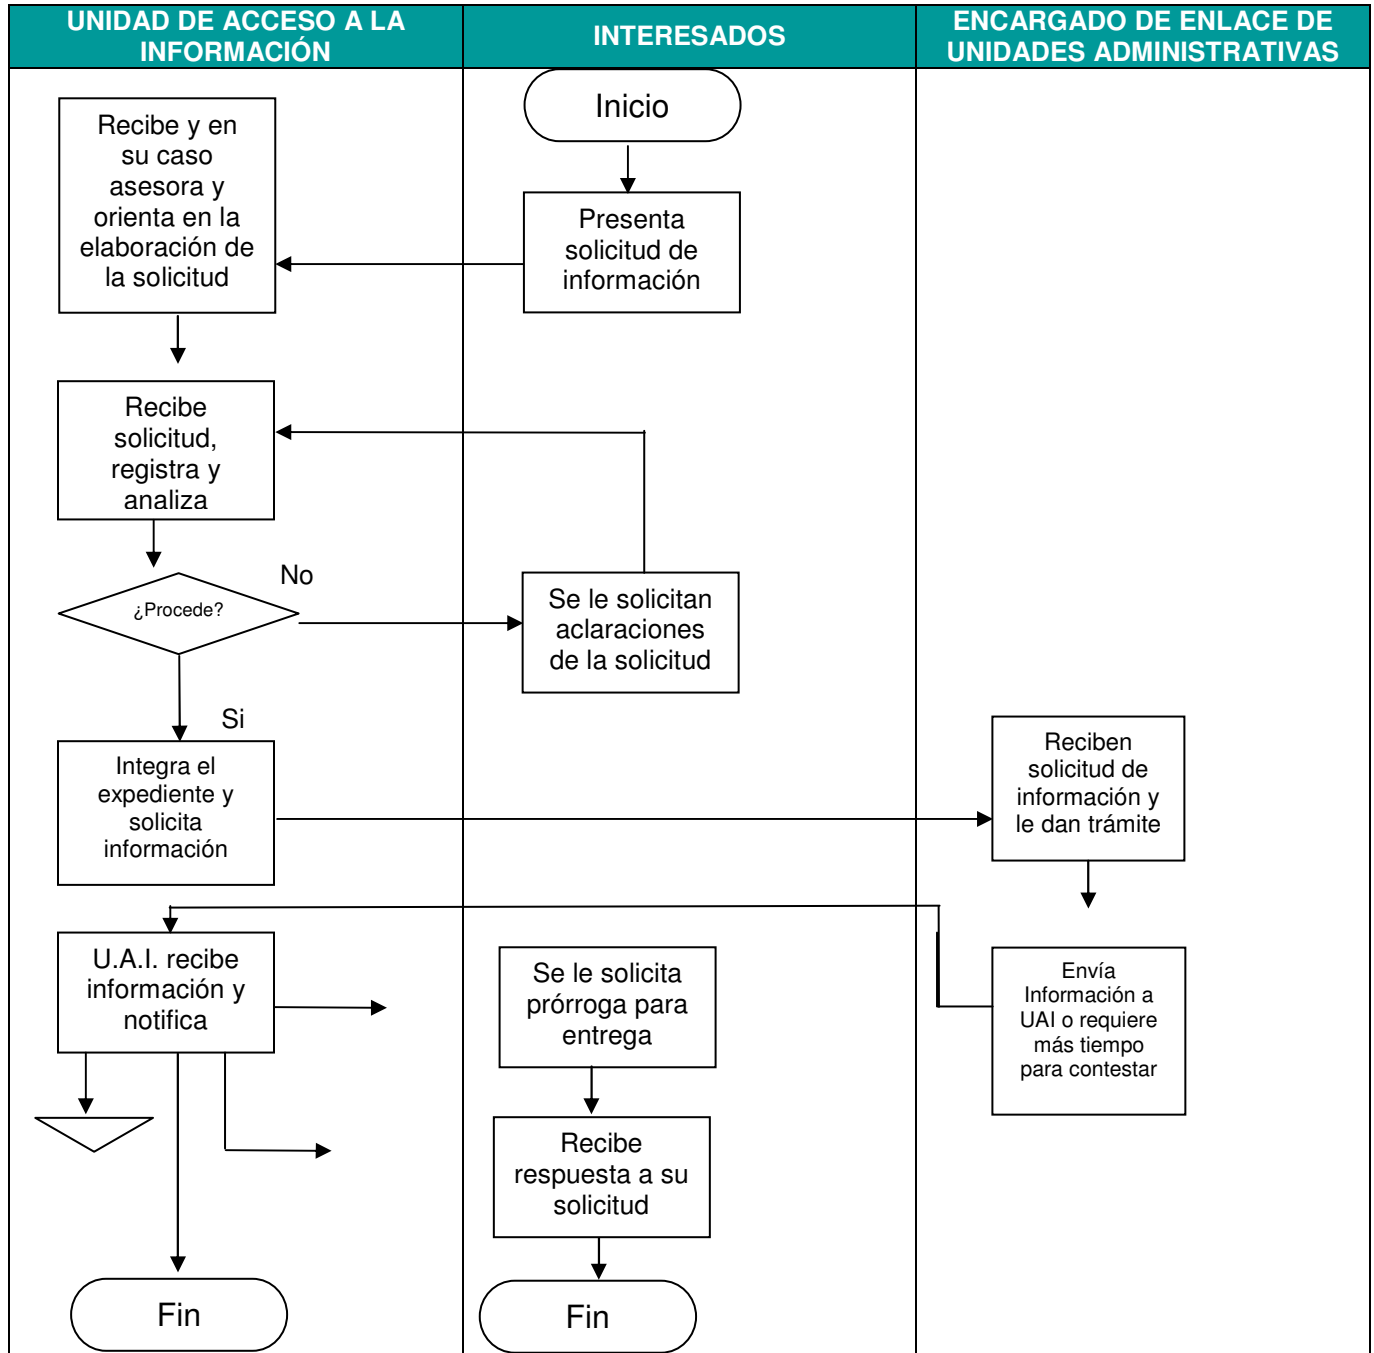 UNIDAD DE ACCESO A LA
INFORMACIÓN
INTERESADOS
ENCARGADO DE ENLACE DE
UNIDADES ADMINISTRATIVAS
Inicio
Recibe y en
su caso
asesora y
orienta en la
elaboración de
la solicitud
Presenta
solicitud de
información
Recibe
solicitud,
registra y
analiza
¿Procede?
No
Se le solicitan
aclaraciones
de la solicitud
Si
Integra el
expediente y
solicita
información
Reciben
solicitud de
información y
le dan trámite
U.A.I. recibe
información y
notifica
Se le solicita
prórroga para
entrega
Envía
Información a
UAI o requiere
más tiempo
para contestar
Recibe
respuesta a su
solicitud
Fin
Fin